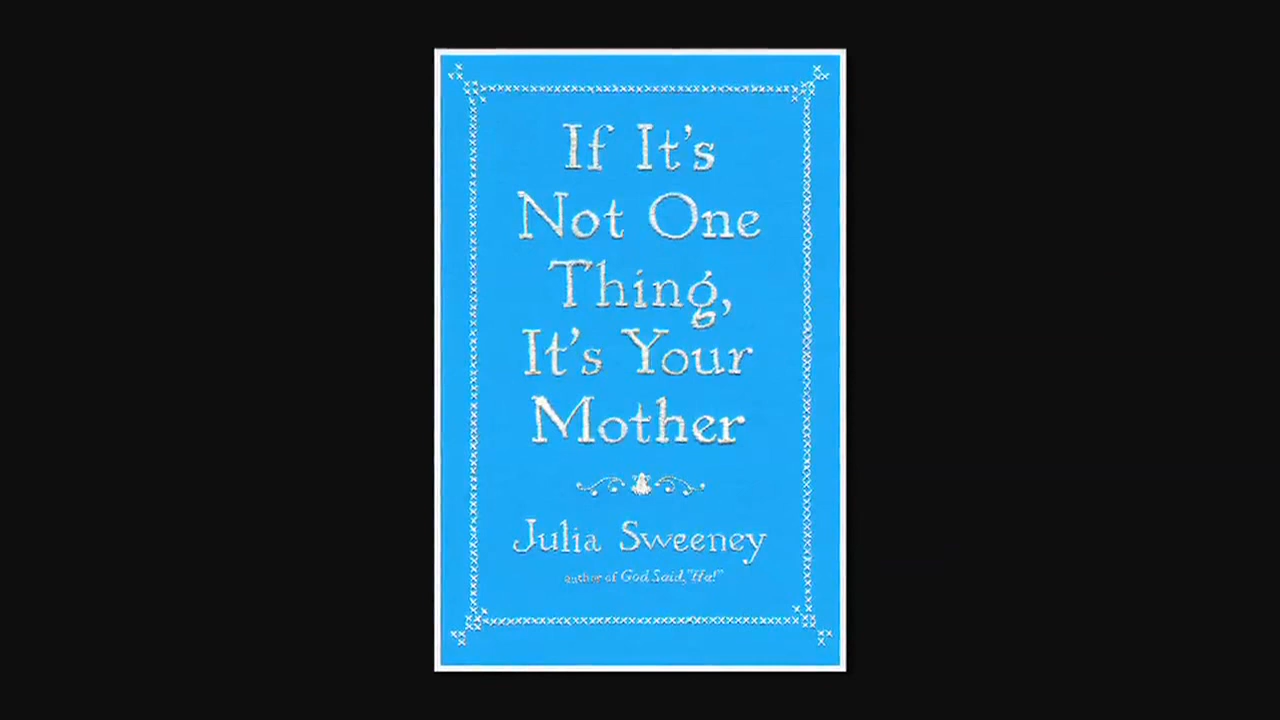 If It's
Not One
Thing,
It's Your
Mother
Julia Sweeney
author of God Said, "Ha!"